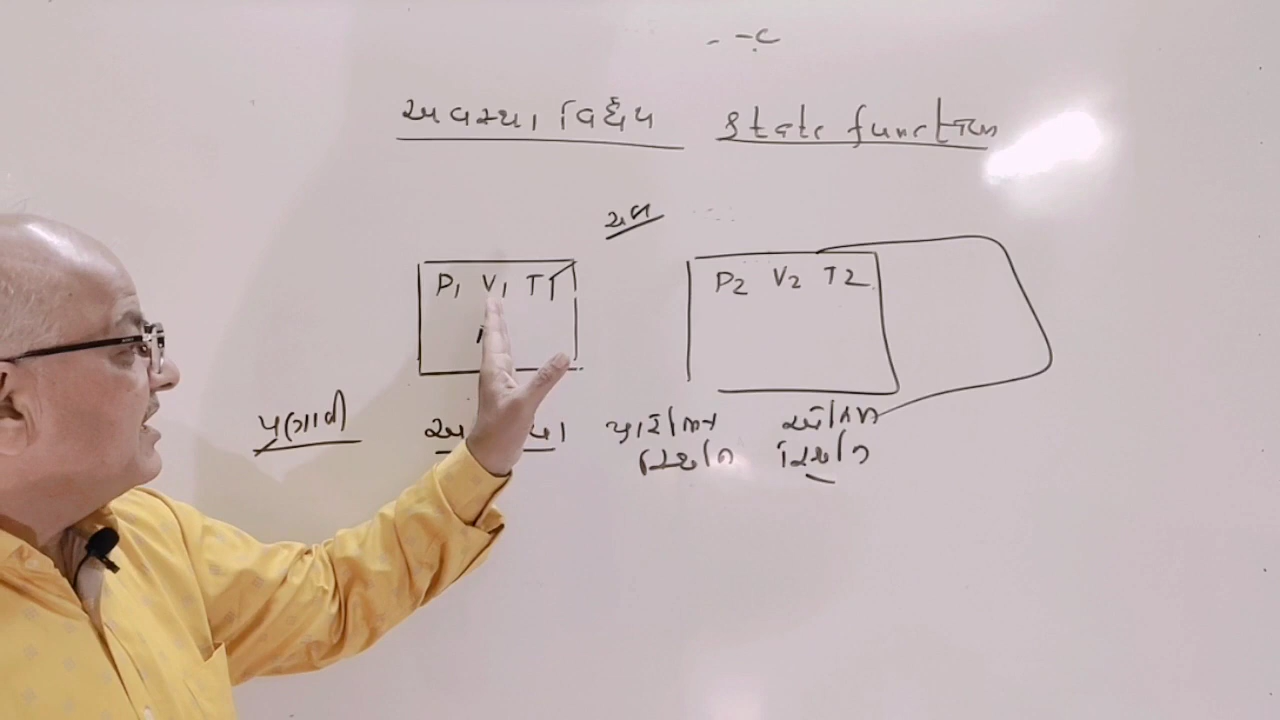 અવસ્થા વિધેય State function
P1 V1 T1 P2 V2 T2
પ્રણાલી પ્રારંભિક અંતિમ
સ્થિતિ સ્થિતિ